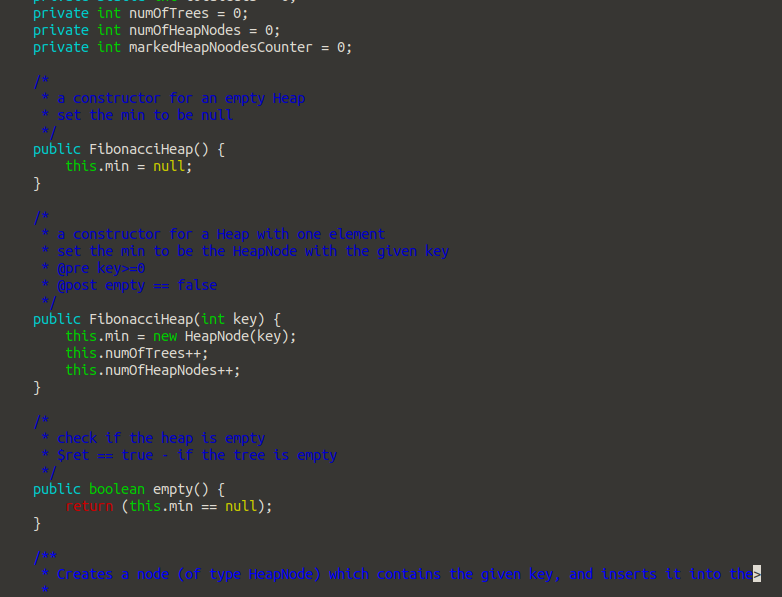 private int numOfTrees = 0;
private int numOfHeapNodes = 0;
private int markedHeapNoodesCounter = 0;
/*
* a constructor for an empty Heap
* set the min to be null
*/
public FibonacciHeap() {
this.min = null;
}
/*
* a constructor for a Heap with one element
* set the min to be the HeapNode with the given key
* @pre key>=0
* @post empty == false
*/
public FibonacciHeap(int key) {
this.min = new HeapNode(key);
this.numOfTrees++;
this.numOfHeapNodes++;
}
/*
* check if the heap is empty
* $ret == true - if the tree is empty
*/
public boolean empty() {
return (this.min == null);
}
/**
* Creates a node (of type HeapNode) which contains the given key, and inserts it into the>
*